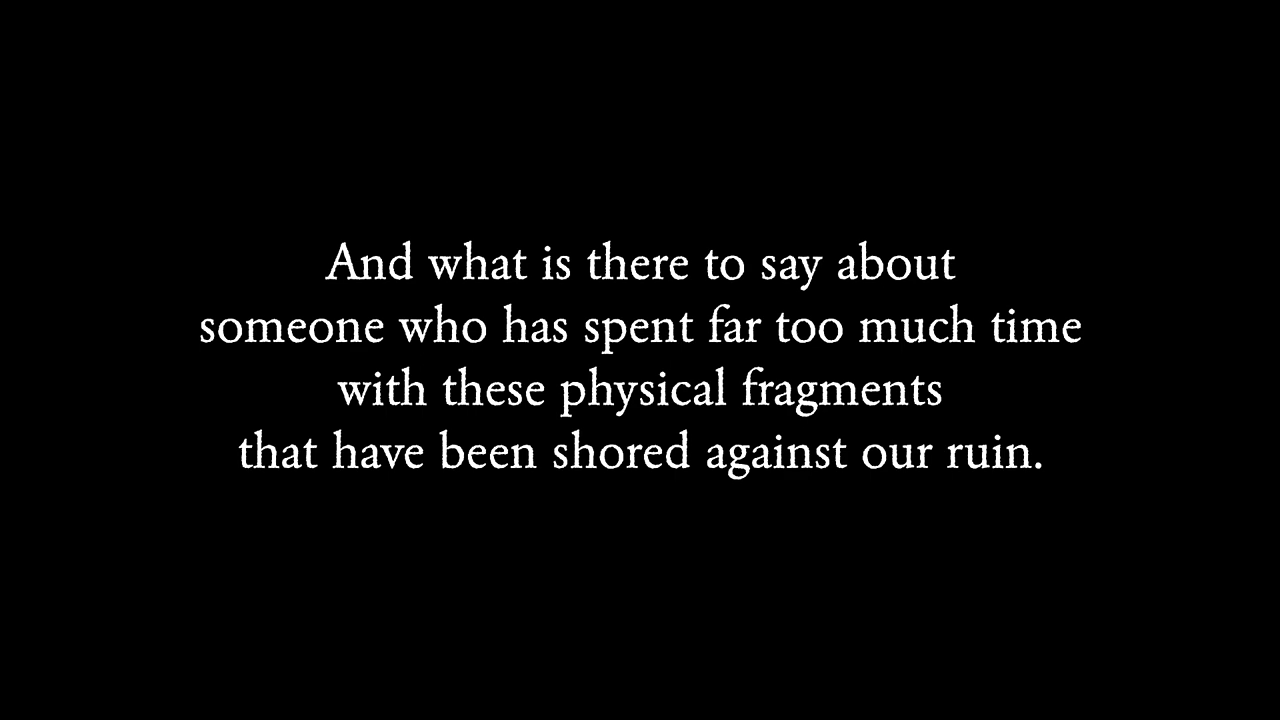 And what is there to say about
someone who has spent far too much time
with these physical fragments
that have been shored against our ruin.